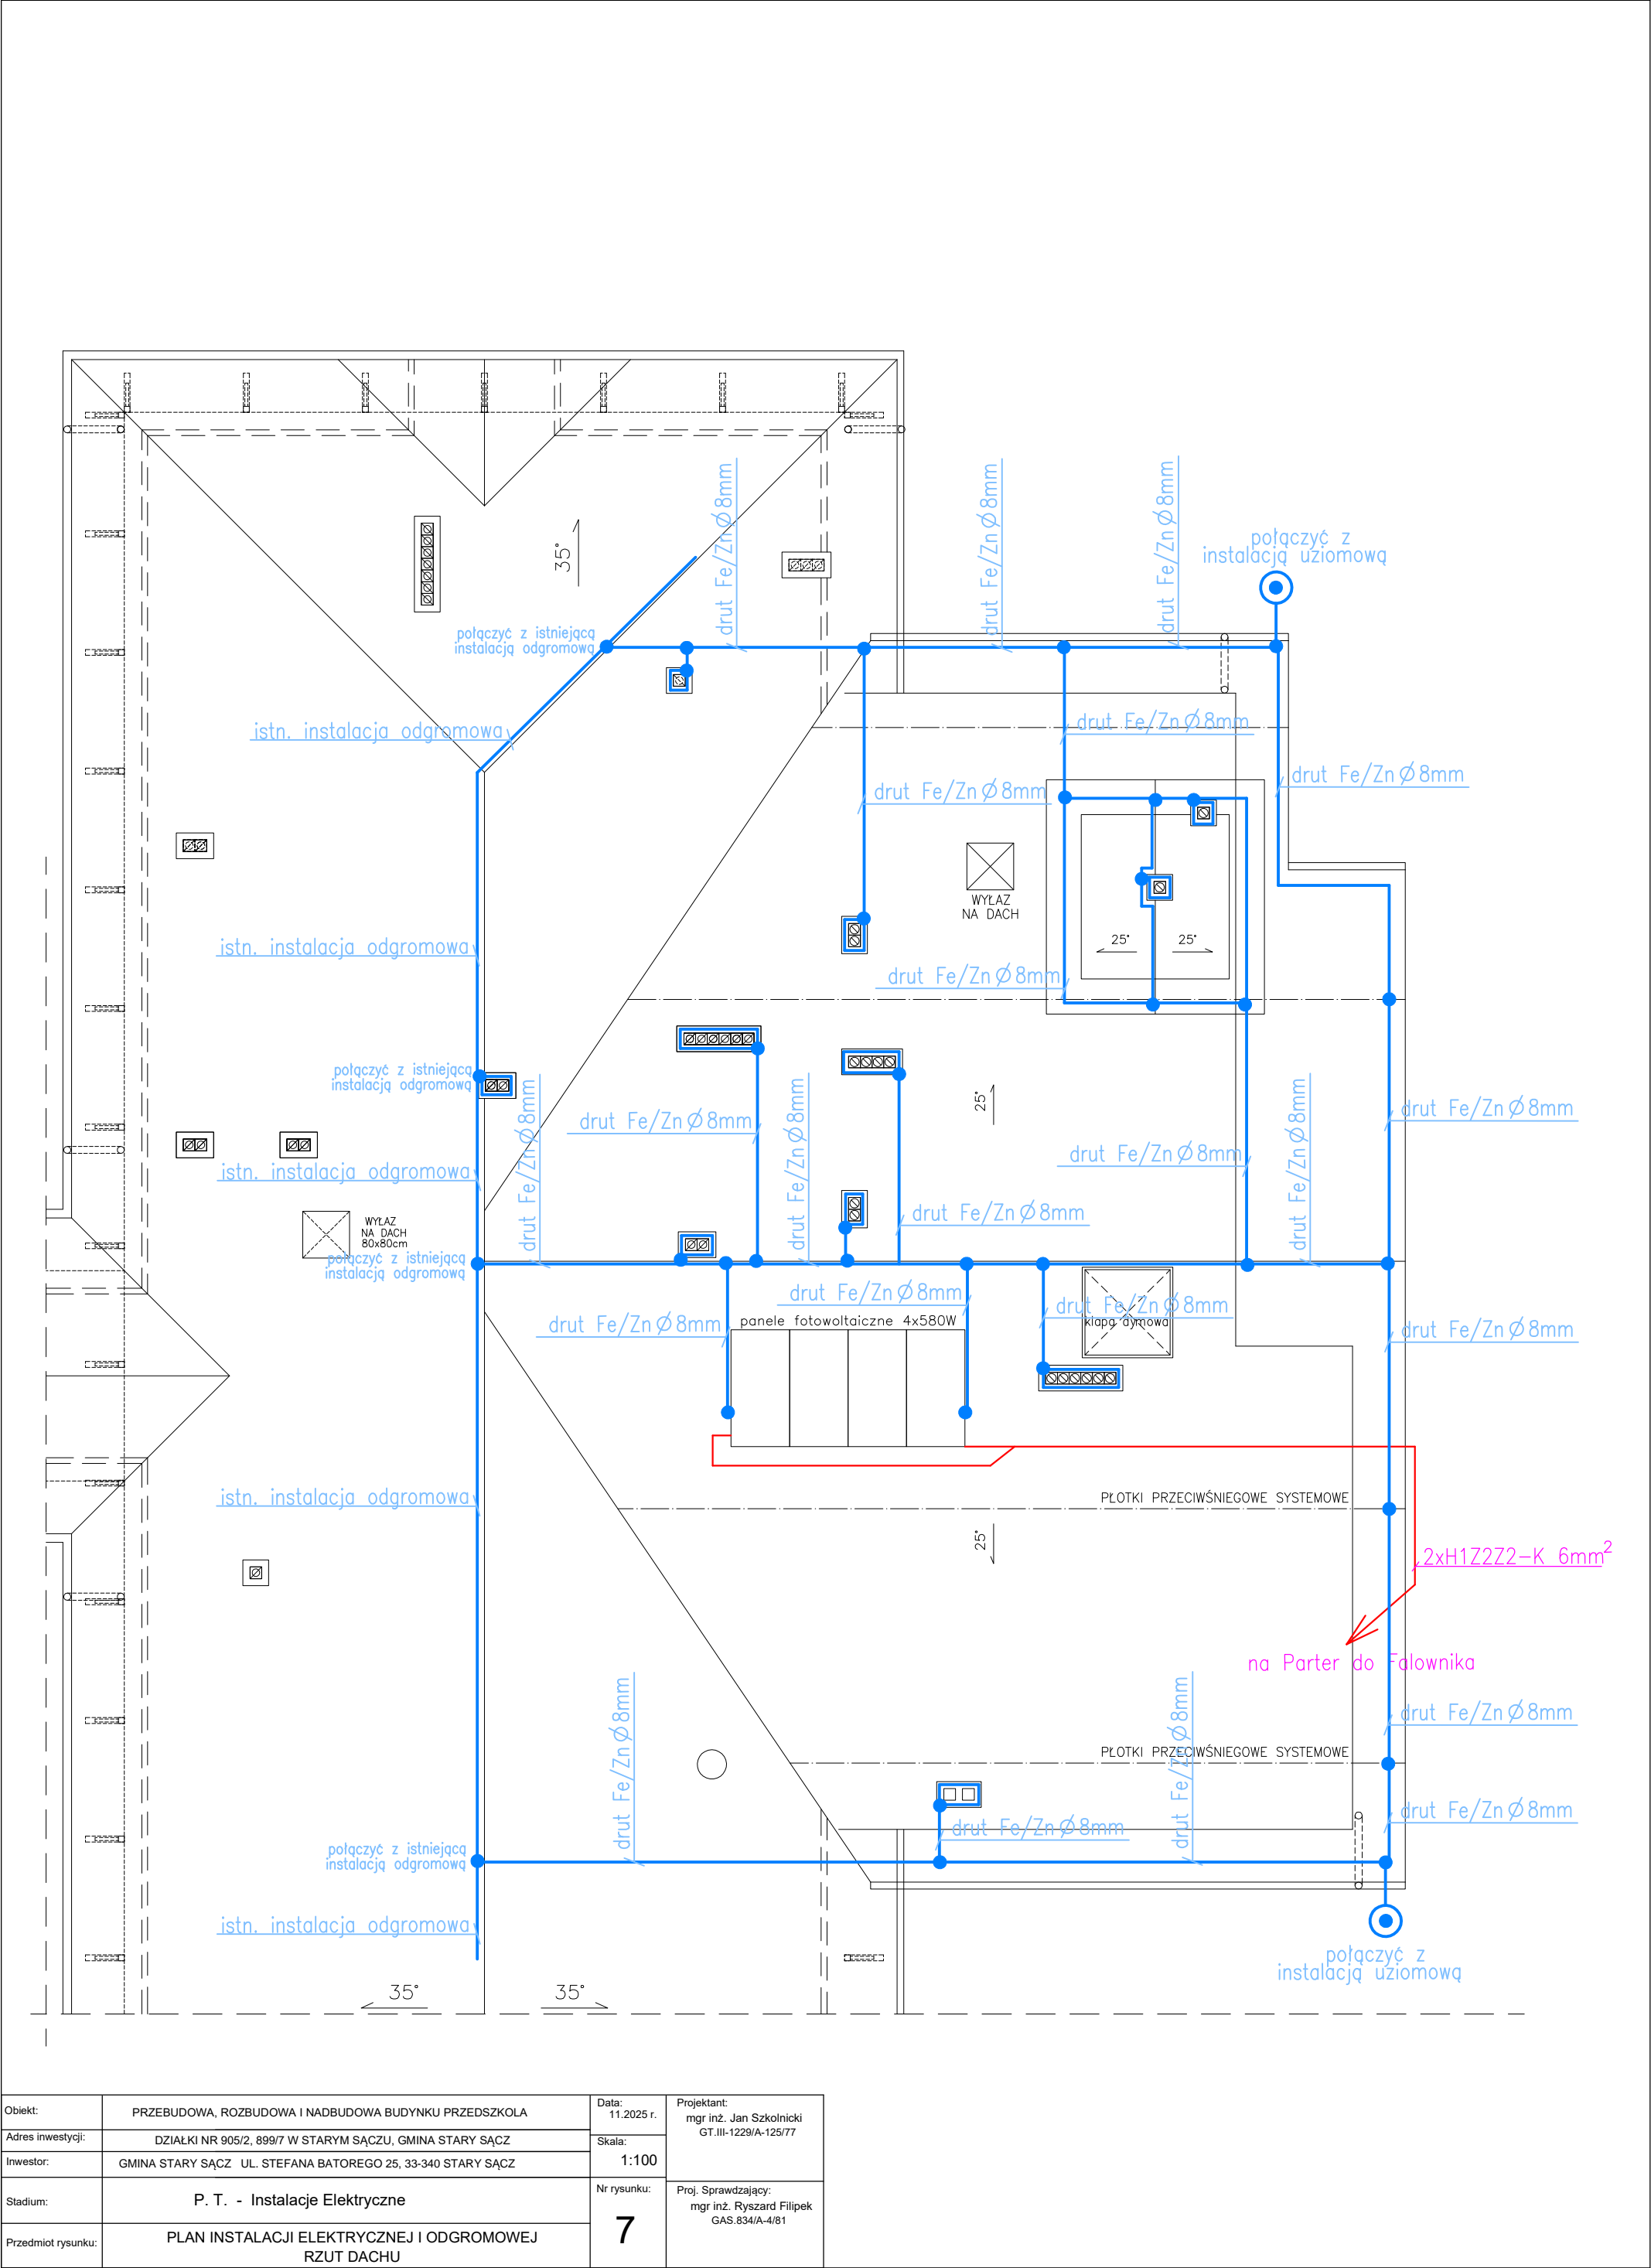 drut Fe/Zn Ø 8mm
drut Fe/Zn Ø 8mm
drut Fe/Zn Ø 8mm
połączyć z
instalacją uziomową
35°
połączyć z istniejącą
instalacją odgromową
istn. instalacja odgromowa
drut Fe/Zn Ø 8mm
drut Fe/Zn Ø 8mm
drut Fe/Zn Ø 8mm
WYŁAZ
NA DACH
25°
25°
istn. instalacja odgromowa
drut Fe/Zn Ø 8mm
połączyć z istniejącą
instalacją odgromową
drut Fe/Zn Ø 8mm
drut Fe/Zn Ø 8mm
drut Fe/Zn Ø 8mm
25°
drut Fe/Zn Ø 8mm
drut Fe/Zn Ø 8mm
drut Fe/Zn Ø 8mm
istn. instalacja odgromowa
drut Fe/Zn Ø 8mm
WYŁAZ
NA DACH
80x80cm
połączyć z istniejącą
instalacją odgromową
drut Fe/Zn Ø 8mm
drut Fe/Zn Ø 8mm
drut Fe/Zn Ø 8mm
panele fotowoltaiczne 4x580W
klapa dymowa
drut Fe/Zn Ø 8mm
istn. instalacja odgromowa
PŁOTKI PRZECIWŚNIEGOWE SYSTEMOWE
25°
2xH1Z2Z2-K 6mm²
na Parter do Falownika
drut Fe/Zn Ø 8mm
drut Fe/Zn Ø 8mm
drut Fe/Zn Ø 8mm
PŁOTKI PRZECIWŚNIEGOWE SYSTEMOWE
drut Fe/Zn Ø 8mm
drut Fe/Zn Ø 8mm
połączyć z istniejącą
instalacją odgromową
istn. instalacja odgromowa
połączyć z
instalacją uziomową
35°
35°
Obiekt:
PRZEBUDOWA, ROZBUDOWA I NADBUDOWA BUDYNKU PRZEDSZKOLA
Adres inwestycji:
DZIAŁKI NR 905/2, 899/7 W STARYM SĄCZU, GMINA STARY SĄCZ
Inwestor:
GMINA STARY SĄCZ UL. STEFANA BATOREGO 25, 33-340 STARY SĄCZ
Stadium:
P. T. - Instalacje Elektryczne
Przedmiot rysunku:
PLAN INSTALACJI ELEKTRYCZNEJ I ODGROMOWEJ
RZUT DACHU
Data:
11.2025 r.
Skala:
1:100
Nr rysunku:
7
Projektant:
mgr inż. Jan Szkolnicki
GT.III-1229/A-125/77
Proj. Sprawdzający:
mgr inż. Ryszard Filipek
GAS.834/A-4/81